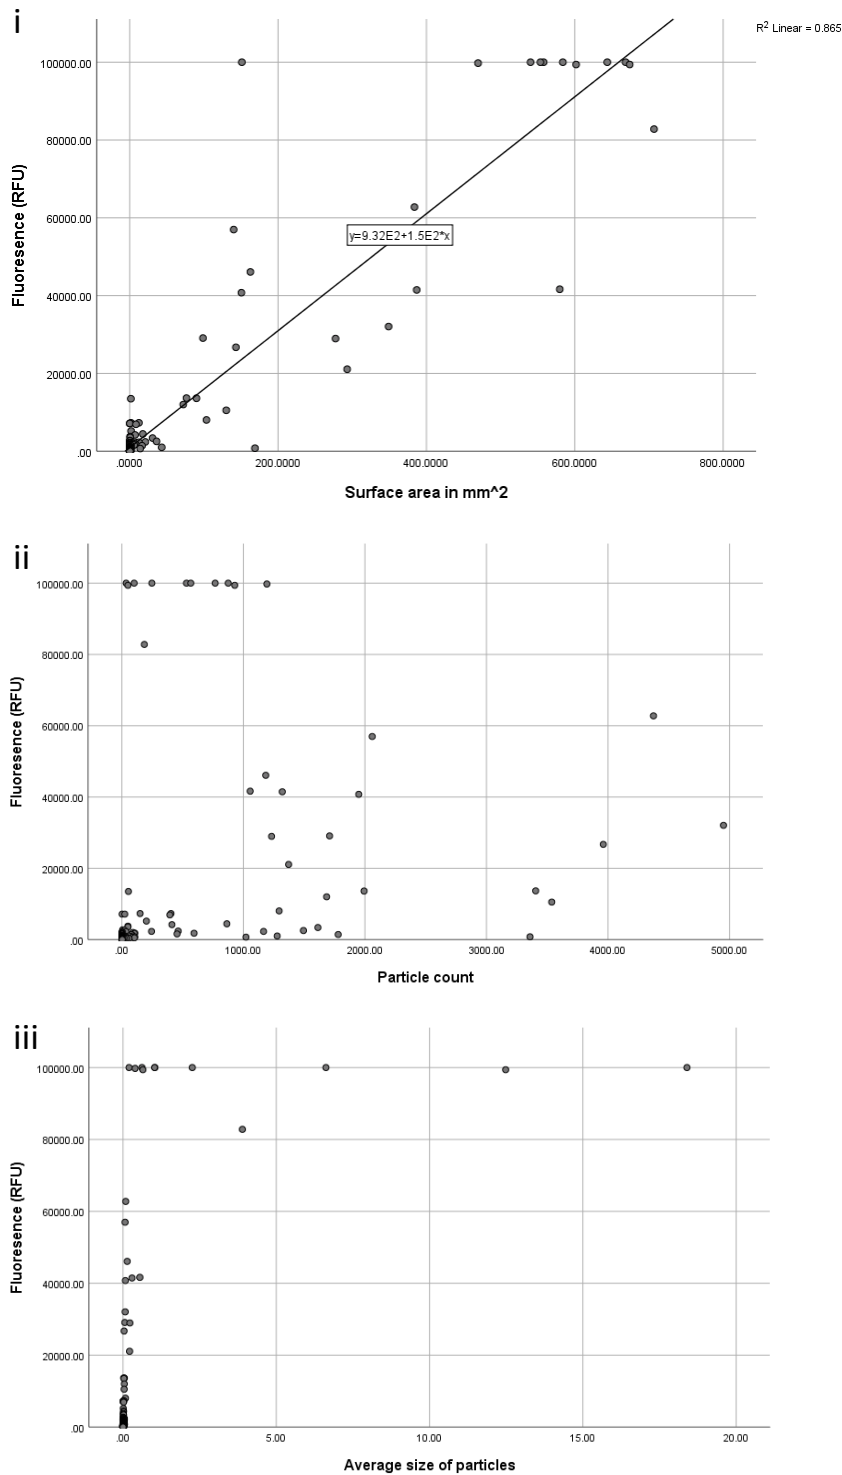 i
R² Linear = 0.865
100000.00
80000.00
60000.00
40000.00
20000.00
.00
Fluoresence (RFU)
y=9.32E2+1.5E2*x
.0000 200.0000 400.0000 600.0000 800.0000
Surface area in mm^2
ii
100000.00
80000.00
60000.00
40000.00
20000.00
.00
Fluoresence (RFU)
.00 1000.00 2000.00 3000.00 4000.00 5000.00
Particle count
iii
100000.00
80000.00
60000.00
40000.00
20000.00
.00
Fluoresence (RFU)
.00 5.00 10.00 15.00 20.00
Average size of particles